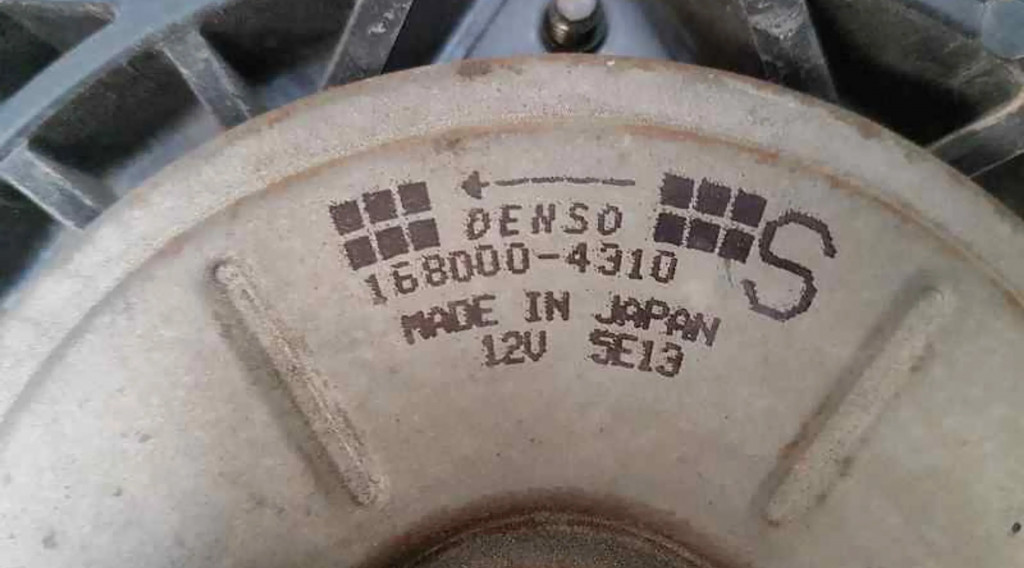 DENSO
S
168000-4310
MADE IN JAPAN
12V SE13